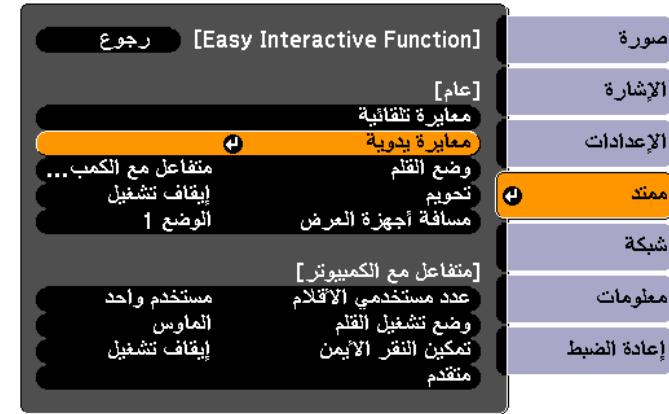 [Easy Interactive Function] رجوع
[عام]
معايرة تلقائية
معايرة يدوية
وضع القلم متفاعل مع الكمب...
تحويم إيقاف تشغيل
مسافة أجهزة العرض الوضع 1
[متفاعل مع الكمبيوتر]
عدد مستخدمي الأقلام مستخدم واحد
وضع تشغيل القلم الماوس
تمكين النقر الأيمن إيقاف تشغيل
متقدم
صورة
الإشارة
الإعدادات
ممتد
شبكة
معلومات
إعادة الضبط